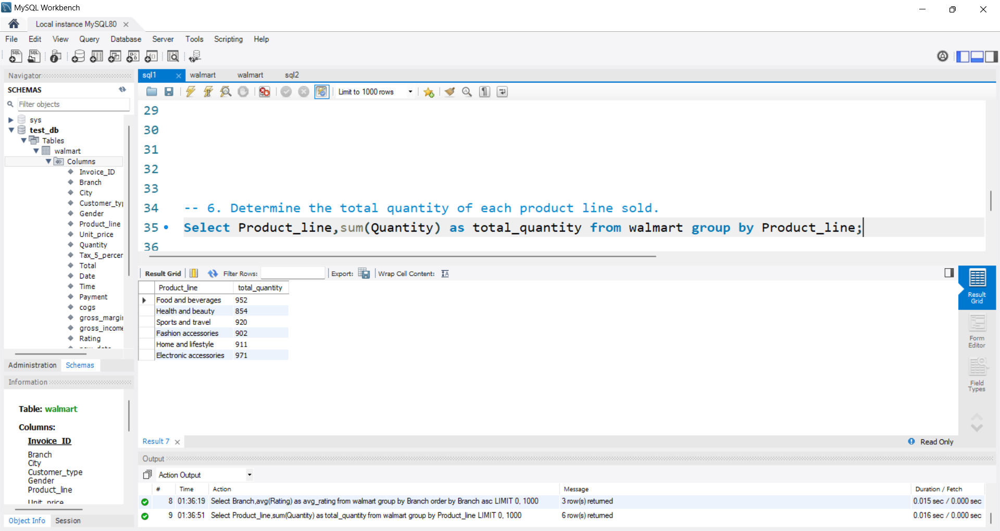 MySQL Workbench
Local instance MySQL80
File Edit View Query Database Server Tools Scripting Help
Navigator
SCHEMAS
Filter objects
sys
test_db
Tables
walmart
Columns
Invoice_ID
Branch
City
Customer_ty
Gender
Product_line
Unit_price
Quantity
Tax_5_percer
Total
Date
Time
Payment
cogs
gross_margi
gross_income
Rating
Administration Schemas
Information
Table: walmart
Columns:
Invoice_ID
Branch
City
Customer_type
Gender
Product_line
Unit_price
Object Info Session
sql1 walmart walmart sql2
Limit to 1000 rows
29
30
31
32
33
34 -- 6. Determine the total quantity of each product line sold.
35 Select Product_line,sum(Quantity) as total_quantity from walmart group by Product_line;
36
Result Grid Filter Rows: Export: Wrap Cell Content:
Product_line total_quantity
Food and beverages 952
Health and beauty 854
Sports and travel 920
Fashion accessories 902
Home and lifestyle 911
Electronic accessories 971
Result Grid
Form Editor
Field Types
Result 7
Read Only
Output
Action Output
# Time Action Message Duration / Fetch
8 01:36:19 Select Branch,avg(Rating) as avg_rating from walmart group by Branch order by Branch asc LIMIT 0, 1000 3 row(s) returned 0.015 sec / 0.000 sec
9 01:36:51 Select Product_line,sum(Quantity) as total_quantity from walmart group by Product_line LIMIT 0, 1000 6 row(s) returned 0.016 sec / 0.000 sec